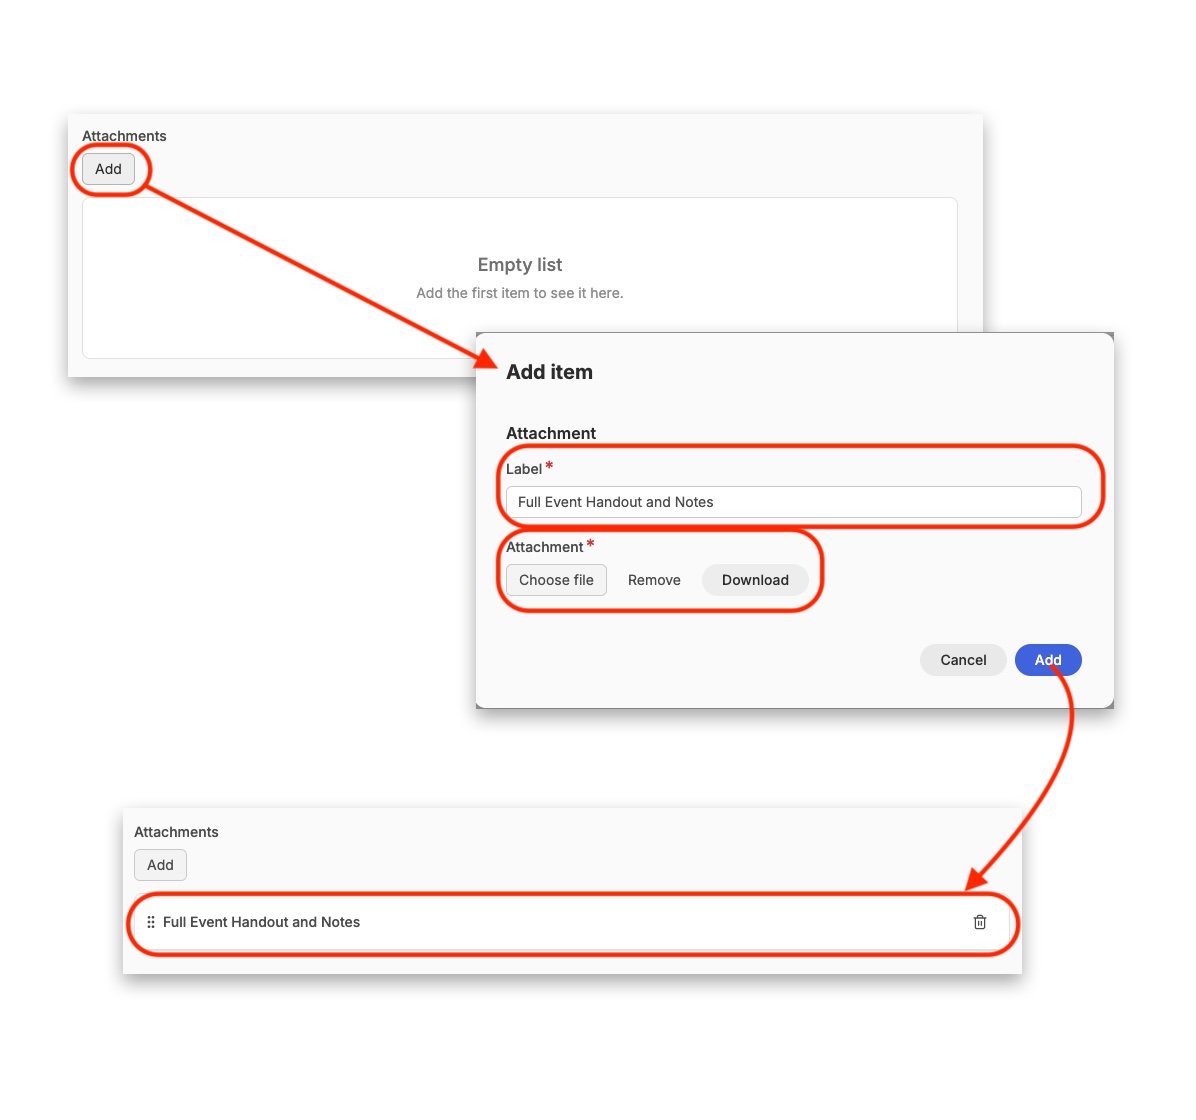 Attachments
Add
Empty list
Add the first item to see it here.
Add item
Attachment
Label *
Full Event Handout and Notes
Attachment *
Choose file Remove Download
Cancel Add
Attachments
Add
Full Event Handout and Notes